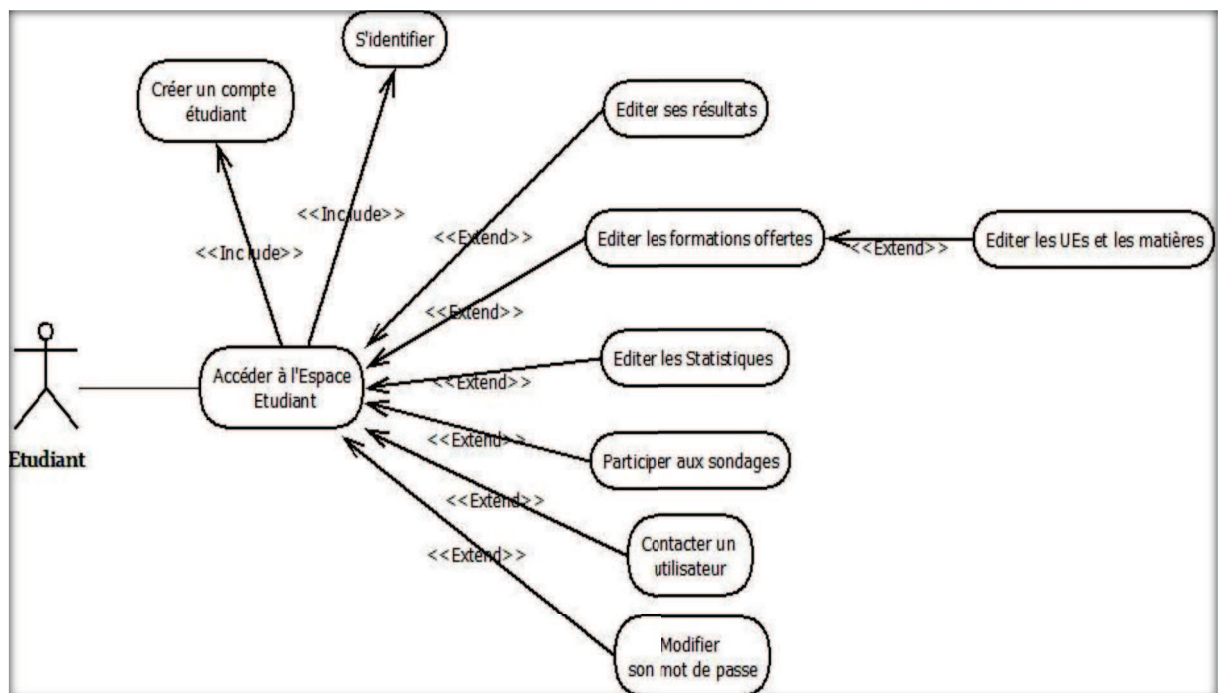 S'identifier
Créer un compte
étudiant
Editer ses résultats
<<Include>>
<<Extend>>
Editer les formations offertes
<<Extend>>
Editer les UEs et les matières
<<Include>>
<<Extend>>
Accéder à l'Espace
Etudiant
Editer les Statistiques
<<Extend>>
Etudiant
<<Extend>>
Participer aux sondages
<<Extend>>
Contacter un
utilisateur
<<Extend>>
Modifier
son mot de passe